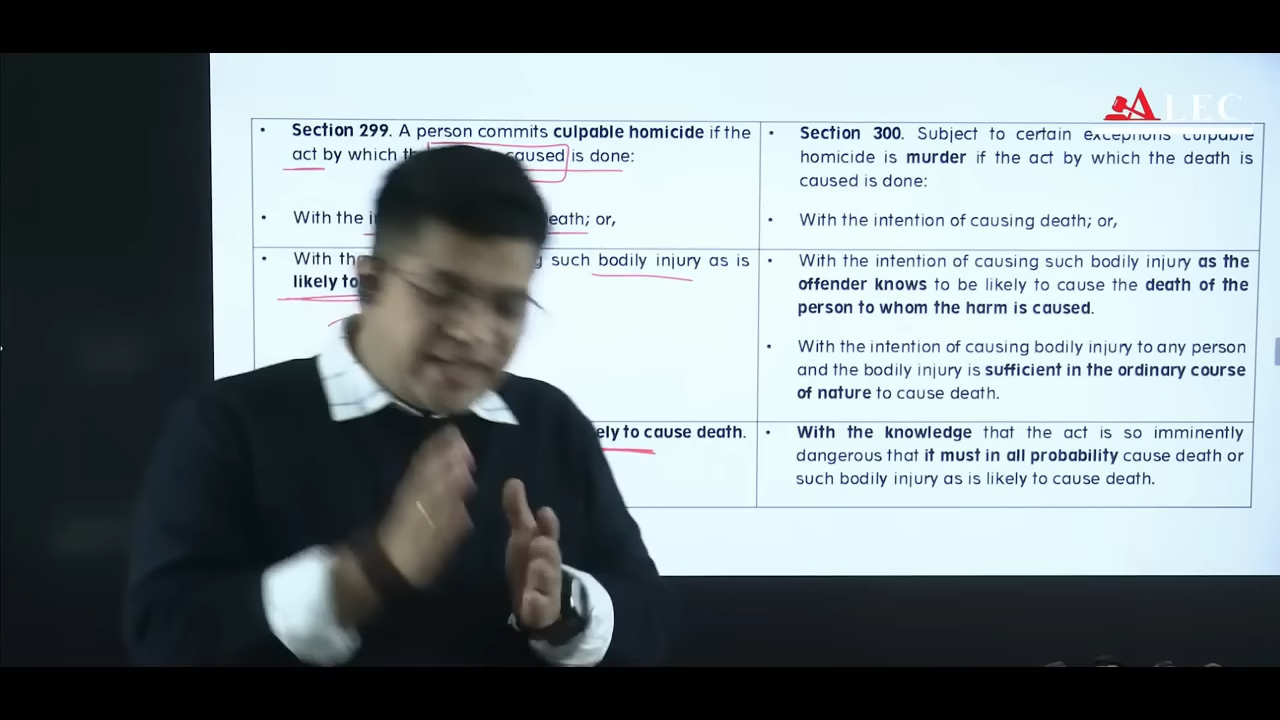 ALEC
Section 299. A person commits culpable homicide if the
act by which caused is done:
With the eath; or,
With such bodily injury as is
likely to
ely to cause death.
Section 300. Subject to certain exceptions culpable
homicide is murder if the act by which the death is
caused is done:
With the intention of causing death; or,
With the intention of causing such bodily injury as the
offender knows to be likely to cause the death of the
person to whom the harm is caused.
With the intention of causing bodily injury to any person
and the bodily injury is sufficient in the ordinary course
of nature to cause death.
With the knowledge that the act is so imminently
dangerous that it must in all probability cause death or
such bodily injury as is likely to cause death.